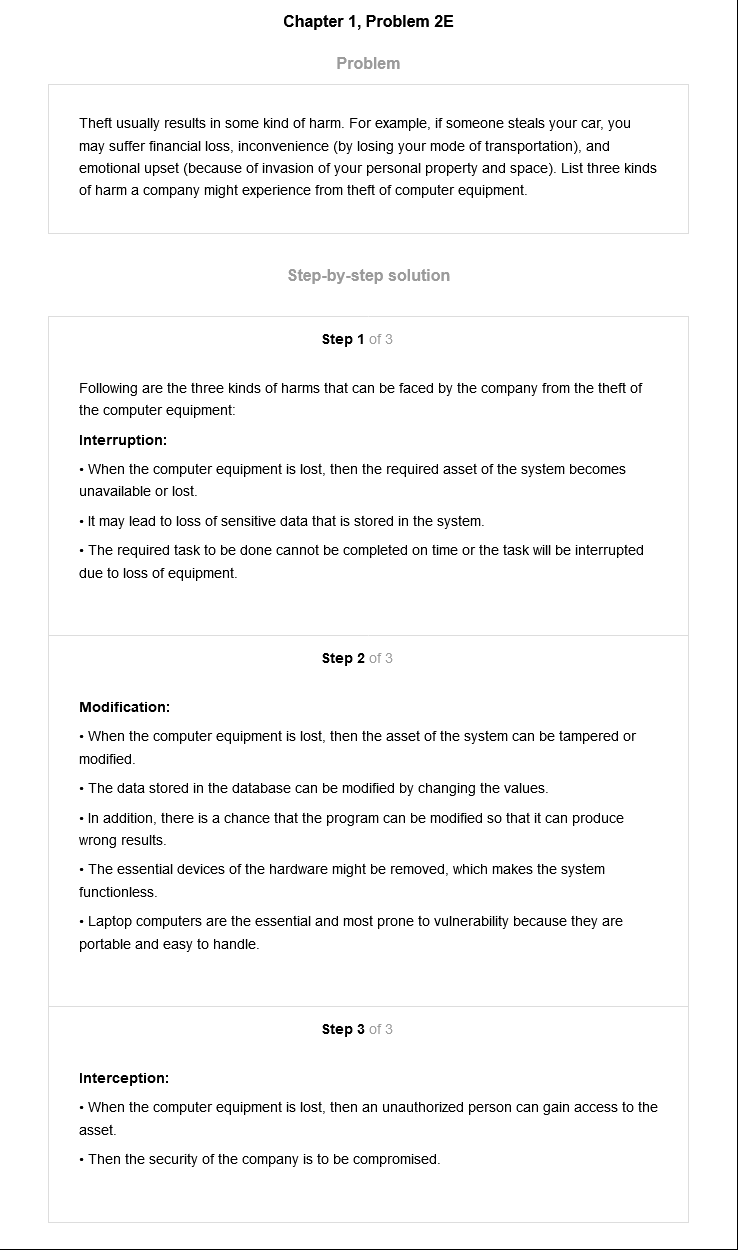 Chapter 1, Problem 2E
Problem
Theft usually results in some kind of harm. For example, if someone steals your car, you
may suffer financial loss, inconvenience (by losing your mode of transportation), and
emotional upset (because of invasion of your personal property and space). List three kinds
of harm a company might experience from theft of computer equipment.
Step-by-step solution
Step 1 of 3
Following are the three kinds of harms that can be faced by the company from the theft of
the computer equipment:
Interruption:
• When the computer equipment is lost, then the required asset of the system becomes
unavailable or lost.
• It may lead to loss of sensitive data that is stored in the system.
• The required task to be done cannot be completed on time or the task will be interrupted
due to loss of equipment.
Step 2 of 3
Modification:
• When the computer equipment is lost, then the asset of the system can be tampered or
modified.
• The data stored in the database can be modified by changing the values.
• In addition, there is a chance that the program can be modified so that it can produce
wrong results.
• The essential devices of the hardware might be removed, which makes the system
functionless.
• Laptop computers are the essential and most prone to vulnerability because they are
portable and easy to handle.
Step 3 of 3
Interception:
• When the computer equipment is lost, then an unauthorized person can gain access to the
asset.
• Then the security of the company is to be compromised.